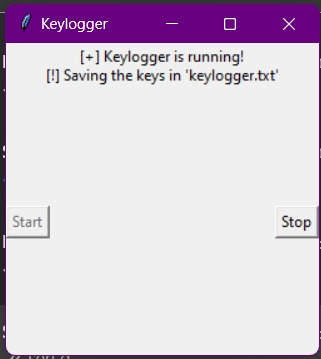 Keylogger
[+] Keylogger is running!
[!] Saving the keys in 'keylogger.txt'
Start
Stop